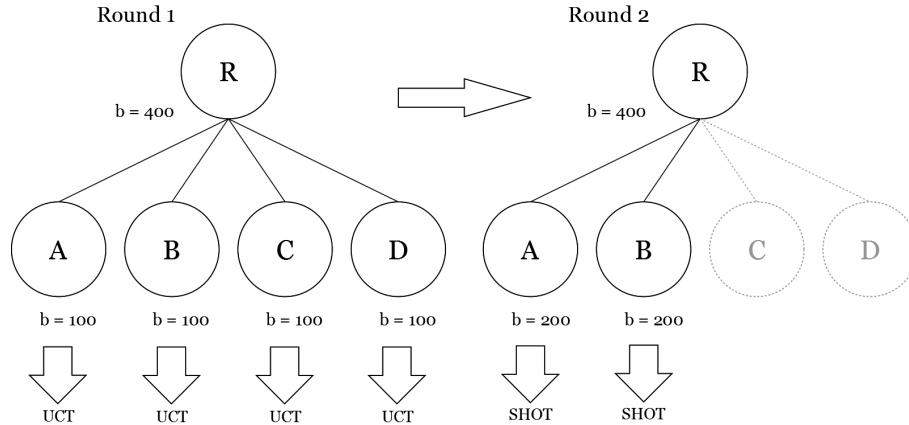 Round 1
Round 2
R
R
b = 400
b = 400
A B C D
A B C D
b = 100 b = 100 b = 100 b = 100
b = 200 b = 200
UCT UCT UCT UCT
SHOT SHOT